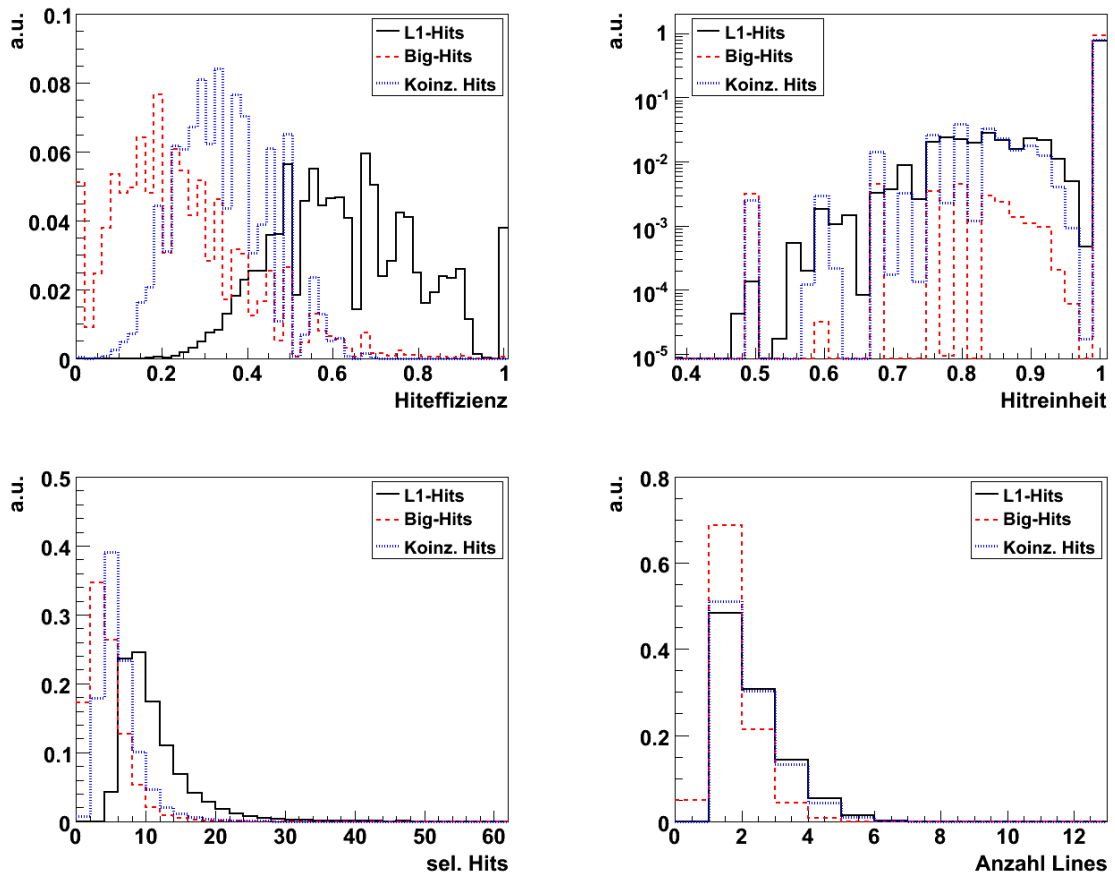 a.u.
0.1
0.08
0.06
0.04
0.02
0
L1-Hits
Big-Hits
Koinz. Hits
0 0.2 0.4 0.6 0.8 1
Hiteffizienz
a.u.
1
10-1
10-2
10-3
10-4
10-5
L1-Hits
Big-Hits
Koinz. Hits
0.4 0.5 0.6 0.7 0.8 0.9 1
Hitreinheit
a.u.
0.5
0.4
0.3
0.2
0.1
0
L1-Hits
Big-Hits
Koinz. Hits
0 10 20 30 40 50 60
sel. Hits
a.u.
0.8
0.6
0.4
0.2
0
L1-Hits
Big-Hits
Koinz. Hits
0 2 4 6 8 10 12
Anzahl Lines